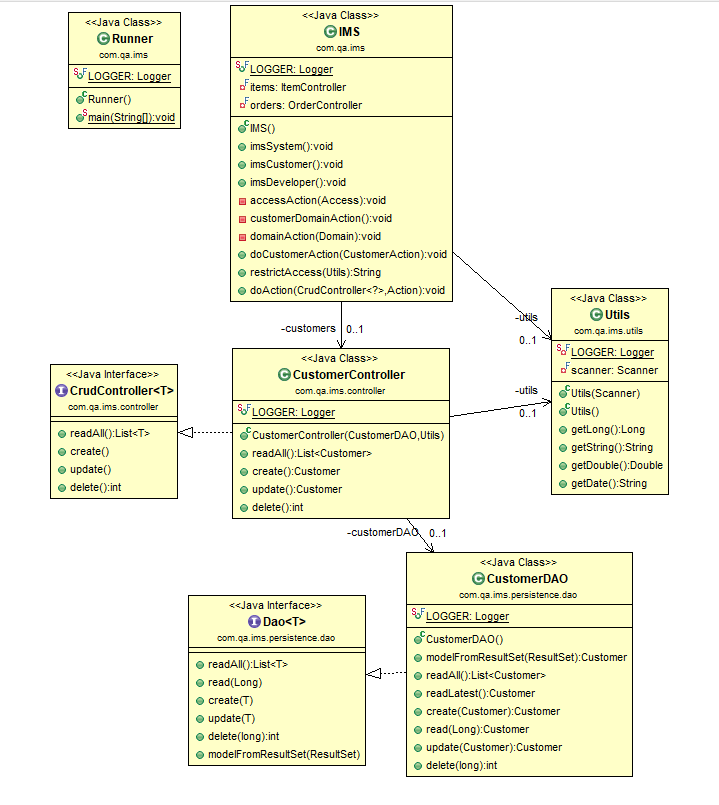 <<Java Class>>
Runner
com.qa.ims
LOGGER: Logger
Runner()
main(String[]):void
<<Java Class>>
IMS
com.qa.ims
LOGGER: Logger
items: ItemController
orders: OrderController
IMS()
imsSystem():void
imsCustomer():void
imsDeveloper():void
accessAction(Access):void
customerDomainAction():void
domainAction(Domain):void
doCustomerAction(CustomerAction):void
restrictAccess(Utils):String
doAction(CrudController<?>,Action):void
-utils
0..1
-customers
0..1
<<Java Class>>
Utils
com.qa.ims.utils
LOGGER: Logger
scanner: Scanner
Utils(Scanner)
Utils()
getLong():Long
getString():String
getDouble():Double
getDate():String
<<Java Interface>>
CrudController<T>
com.qa.ims.controller
readAll():List<T>
create()
update()
delete():int
<<Java Class>>
CustomerController
com.qa.ims.controller
LOGGER: Logger
CustomerController(CustomerDAO,Utils)
readAll():List<Customer>
create():Customer
update():Customer
delete():int
-utils
0..1
-customerDAO
0..1
<<Java Interface>>
Dao<T>
com.qa.ims.persistence.dao
readAll():List<T>
read(Long)
create(T)
update(T)
delete(long):int
modelFromResultSet(ResultSet)
<<Java Class>>
CustomerDAO
com.qa.ims.persistence.dao
LOGGER: Logger
CustomerDAO()
modelFromResultSet(ResultSet):Customer
readAll():List<Customer>
readLatest():Customer
create(Customer):Customer
read(Long):Customer
update(Customer):Customer
delete(long):int